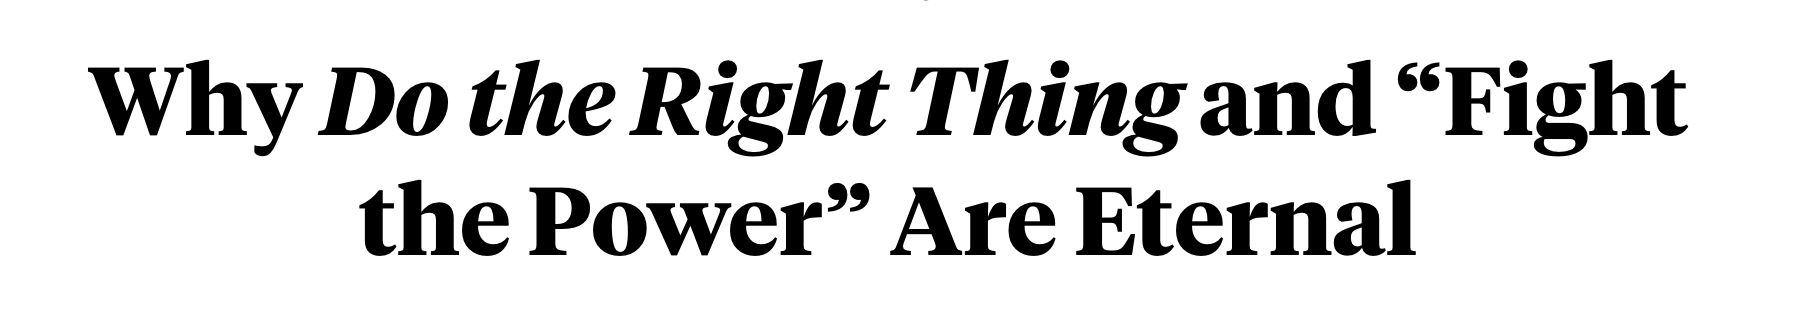 Why Do the Right Thing and “Fight
the Power” Are Eternal